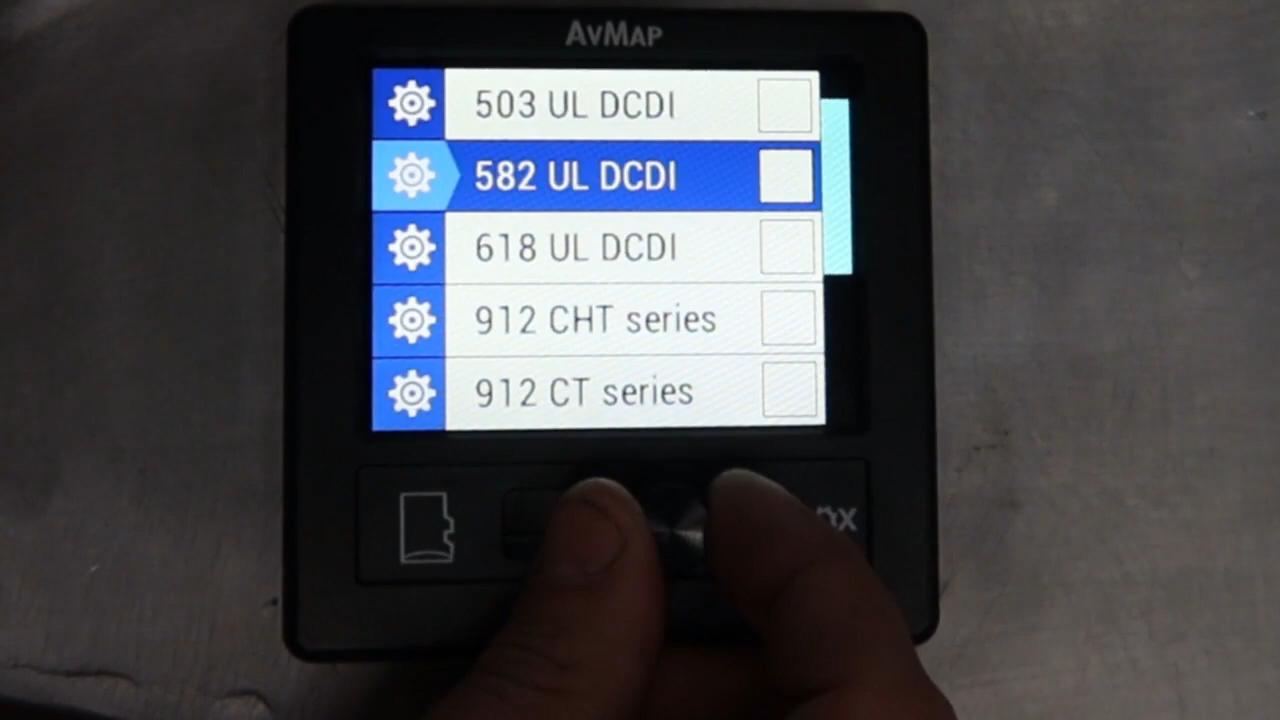 AvMap
503 UL DCDI
582 UL DCDI
618 UL DCDI
912 CHT series
912 CT series